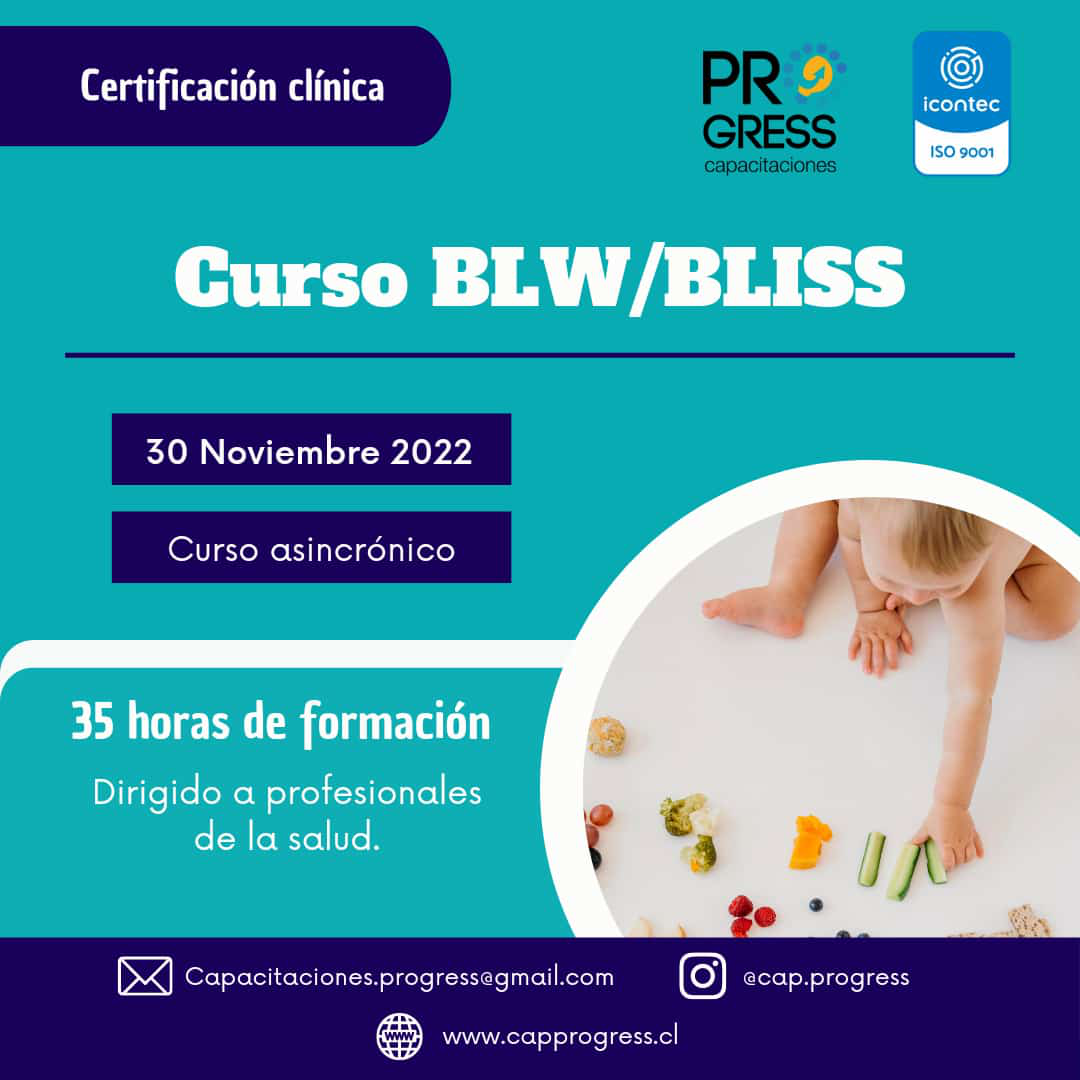 Certificación clínica
PROGRESS
capacitaciones
icontec
ISO 9001
Curso BLW/BLISS
30 Noviembre 2022
Curso asincrónico
35 horas de formación
Dirigido a profesionales
de la salud.
Capacitaciones.progress@gmail.com
@cap.progress
www
www.capprogress.cl